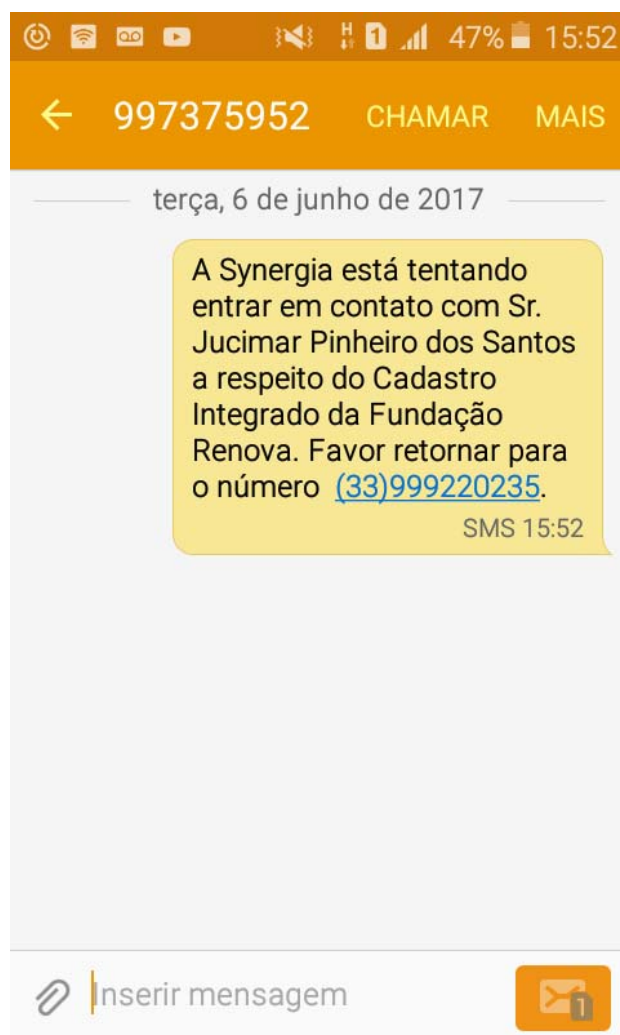 1 47% 15:52
997375952 CHAMAR MAIS
terça, 6 de junho de 2017
A Synergia está tentando
entrar em contato com Sr.
Jucimar Pinheiro dos Santos
a respeito do Cadastro
Integrado da Fundação
Renova. Favor retornar para
o número (33)999220235.
SMS 15:52
Inserir mensagem
1